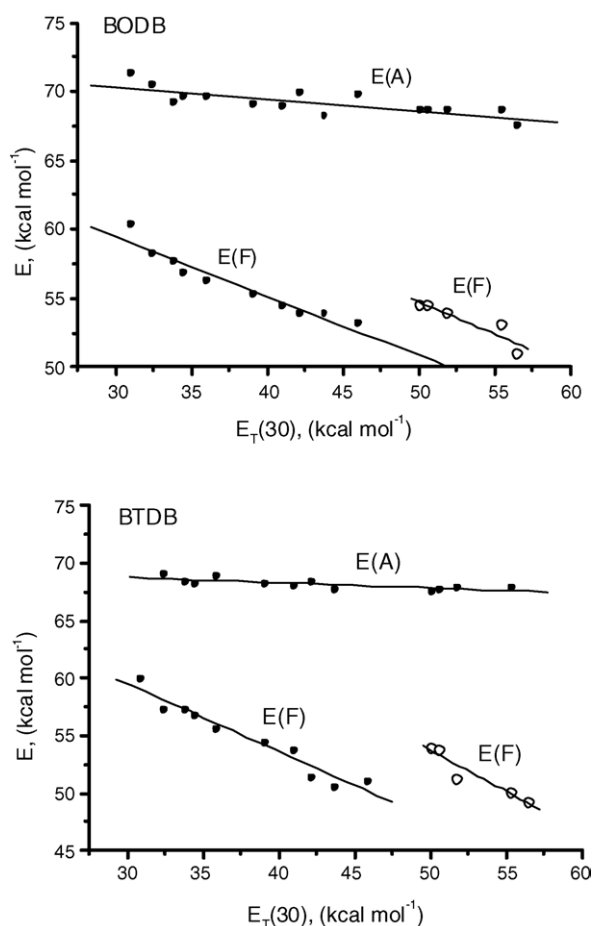 BODB
E, (kcal mol⁻¹)
75
70
65
60
55
50
E(A)
E(F)
E(F)
30 35 40 45 50 55 60
E_T(30), (kcal mol⁻¹)
BTDB
E, (kcal mol⁻¹)
75
70
65
60
55
50
45
E(A)
E(F)
E(F)
30 35 40 45 50 55 60
E_T(30), (kcal mol⁻¹)